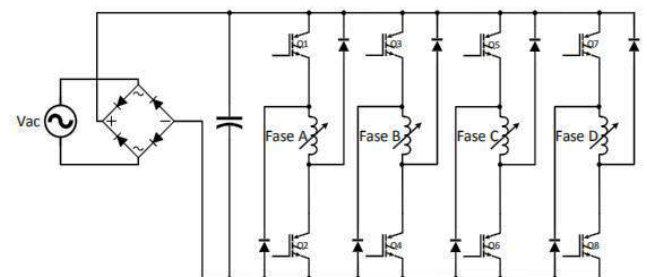 Q1 Q3 Q5 Q7
Vac + ~ ~ −
Fase A Fase B Fase C Fase D
Q2 Q4 Q6 Q8